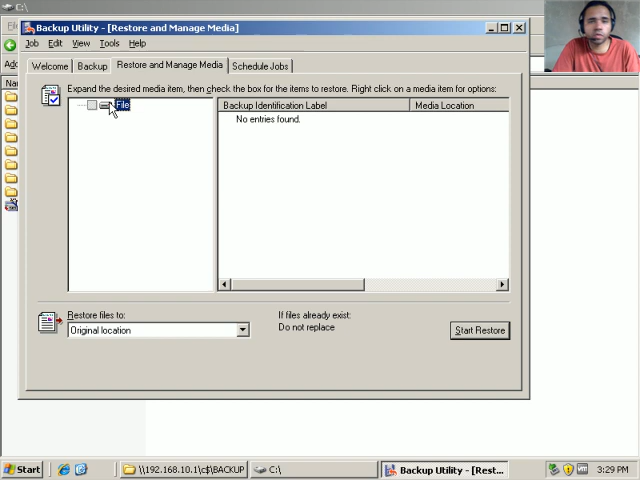 C:\
Backup Utility - [Restore and Manage Media]
Job Edit View Tools Help
Welcome Backup Restore and Manage Media Schedule Jobs
Expand the desired media item, then check the box for the items to restore. Right click on a media item for options:
File
Backup Identification Label Media Location
No entries found.
Restore files to:
Original location
If files already exist:
Do not replace
Start Restore
Start \\192.168.10.1\c$\BACKUP C:\ Backup Utility - [Rest... 3:29 PM